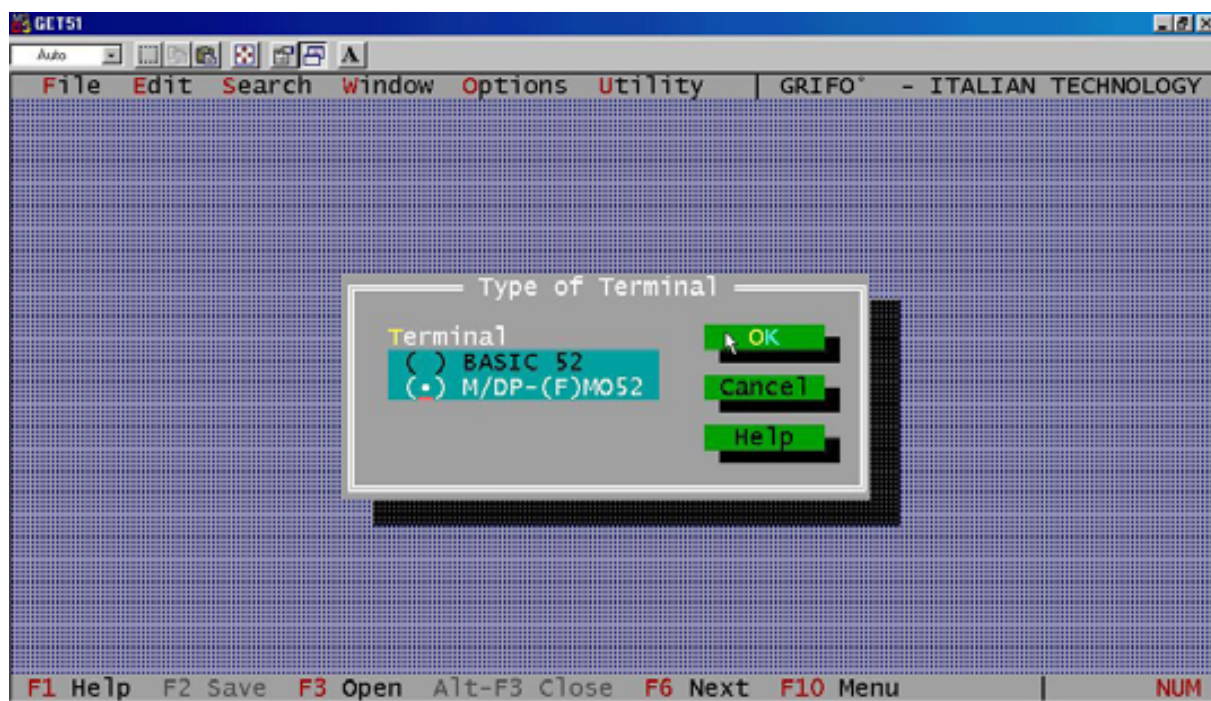 GET51
Auto
A
File Edit Search Window Options Utility | GRIFO° - ITALIAN TECHNOLOGY
Type of Terminal
Terminal
( ) BASIC 52
(•) M/DP-(F)MO52
OK
Cancel
Help
F1 Help F2 Save F3 Open Alt-F3 Close F6 Next F10 Menu | NUM